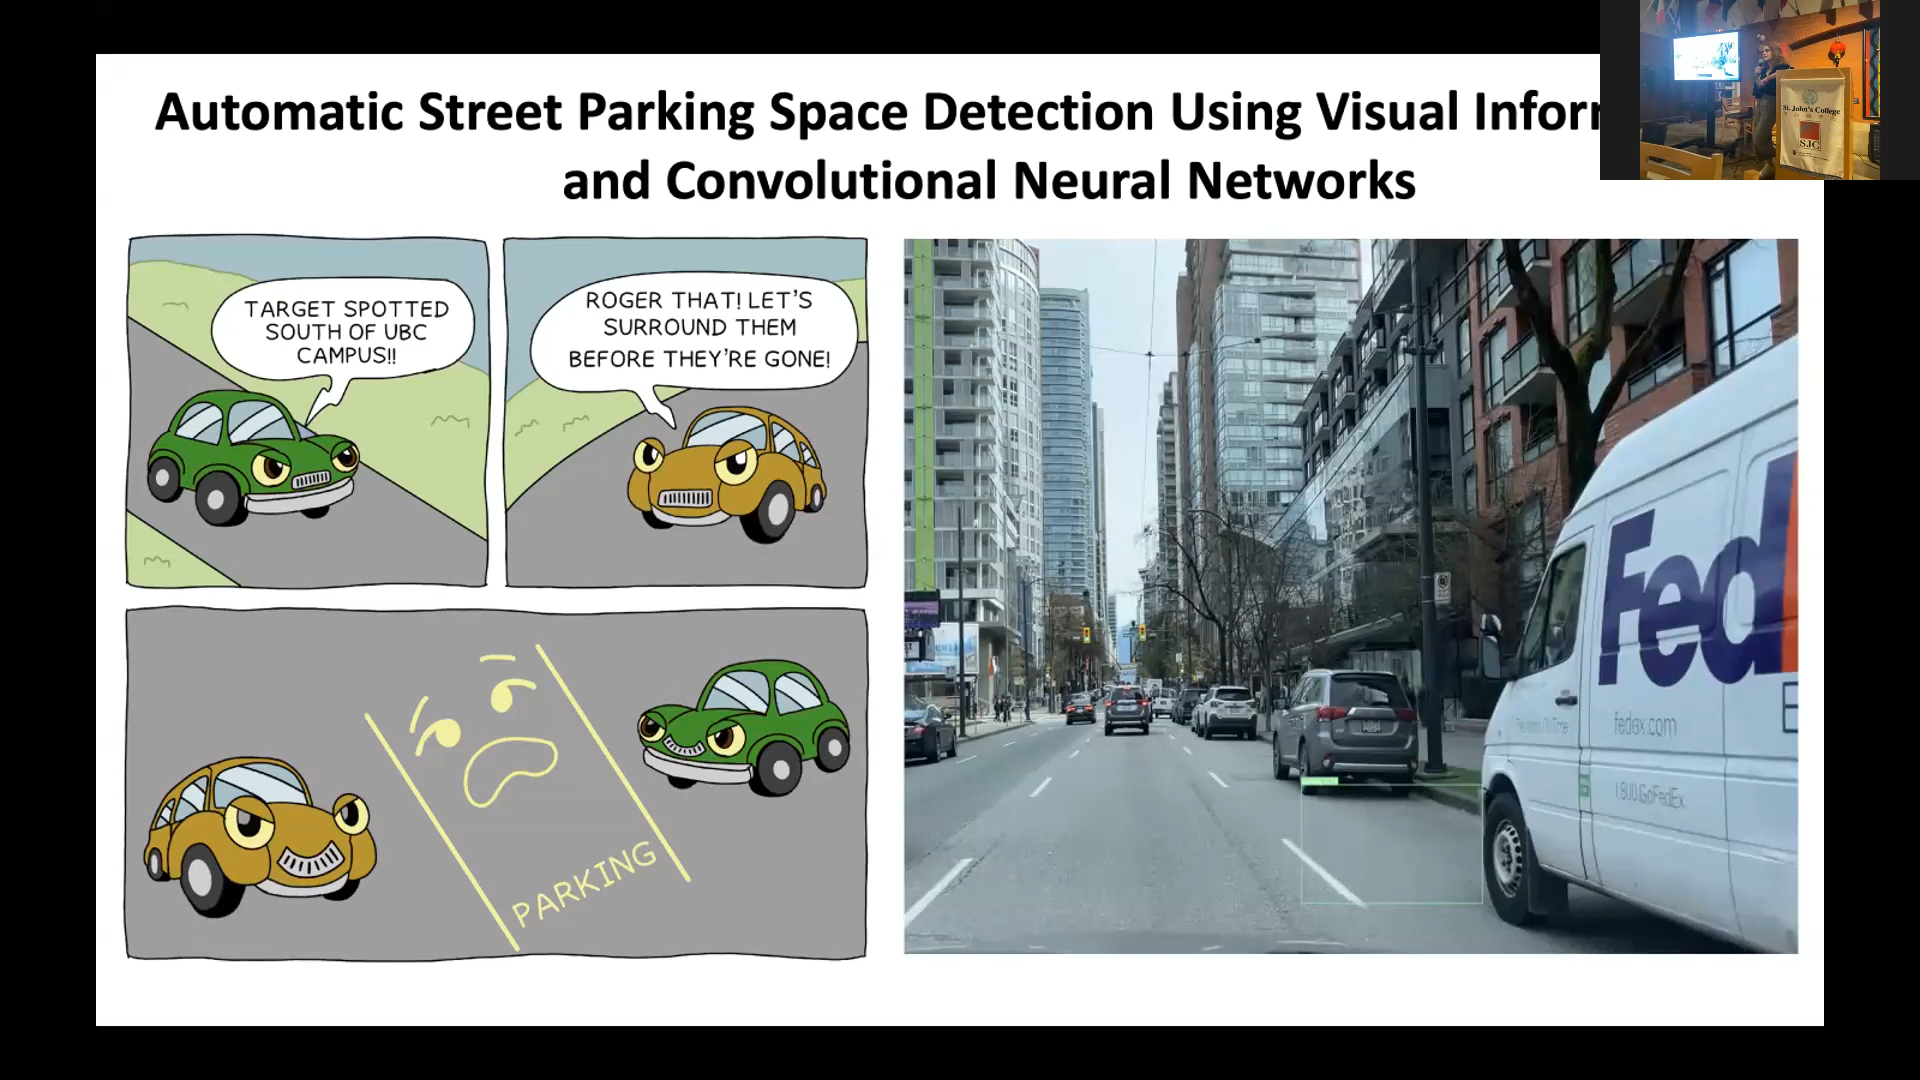 Automatic Street Parking Space Detection Using Visual Infor
and Convolutional Neural Networks
St. John's College
SJC
TARGET SPOTTED
SOUTH OF UBC
CAMPUS!!
ROGER THAT! LET'S
SURROUND THEM
BEFORE THEY'RE GONE!
PARKING
Fed
fedex.com
1.800.GoFedEx